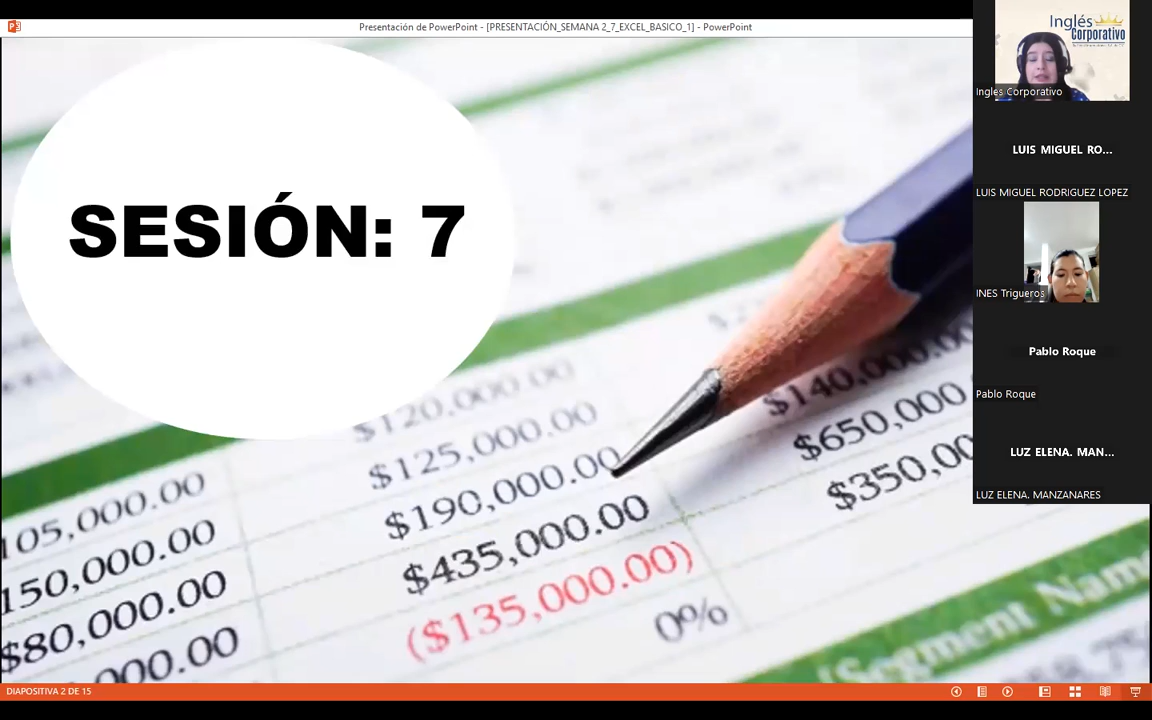 Presentación de PowerPoint - [PRESENTACIÓN_SEMANA 2_7_EXCEL_BASICO_1] - PowerPoint
SESIÓN: 7
$120,000.00
$125,000.00
$190,000.00
$435,000.00
($135,000.00)
0%
105,000.00
150,000.00
$80,000.00
000.00
$140,000.00
$650,000
$350,00
(Segment Name
Inglés
Corporativo
Ingles Corporativo
LUIS MIGUEL RO...
LUIS MIGUEL RODRIGUEZ LOPEZ
INES Trigueros
Pablo Roque
Pablo Roque
LUZ ELENA. MAN...
LUZ ELENA. MANZANARES
DIAPOSITIVA 2 DE 15